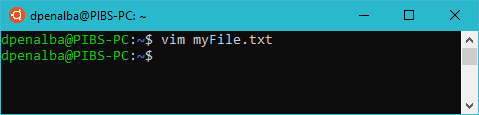 dpenalba@PIBS-PC: ~
dpenalba@PIBS-PC:~$ vim myFile.txt
dpenalba@PIBS-PC:~$